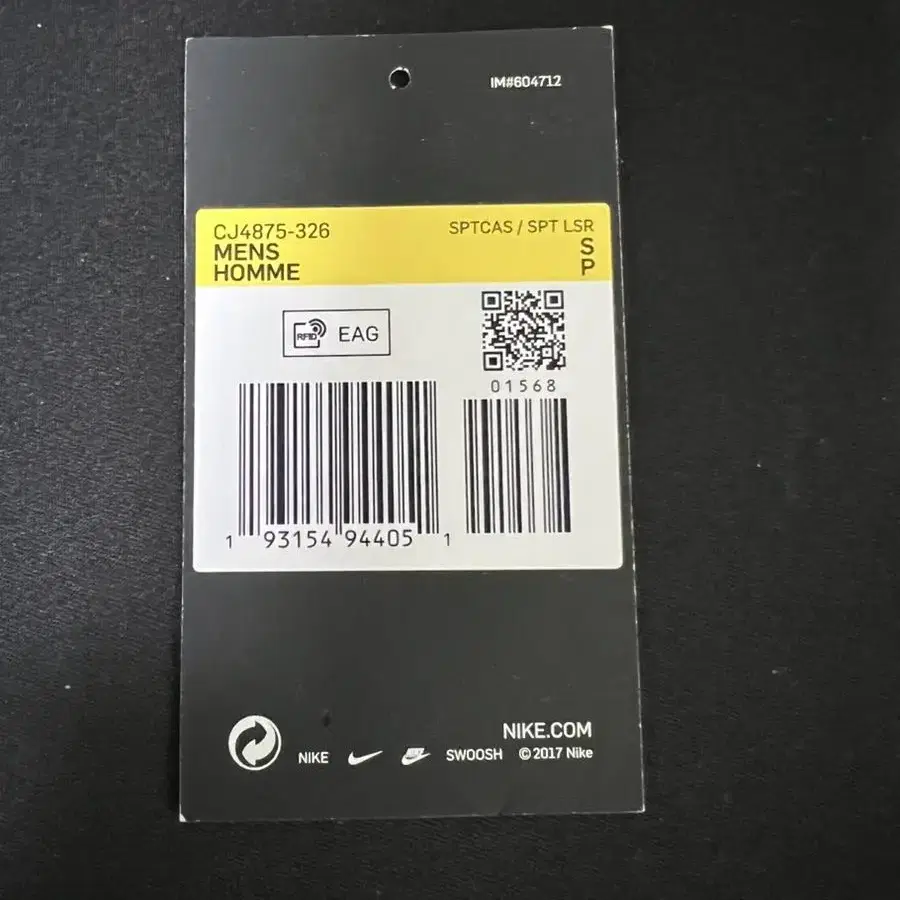 IM#604712
CJ4875-326 SPTCAS / SPT LSR
MENS S
HOMME P
RFID EAG
01568
1 93154 94405 1
NIKE.COM
NIKE NIKE SWOOSH ©2017 Nike